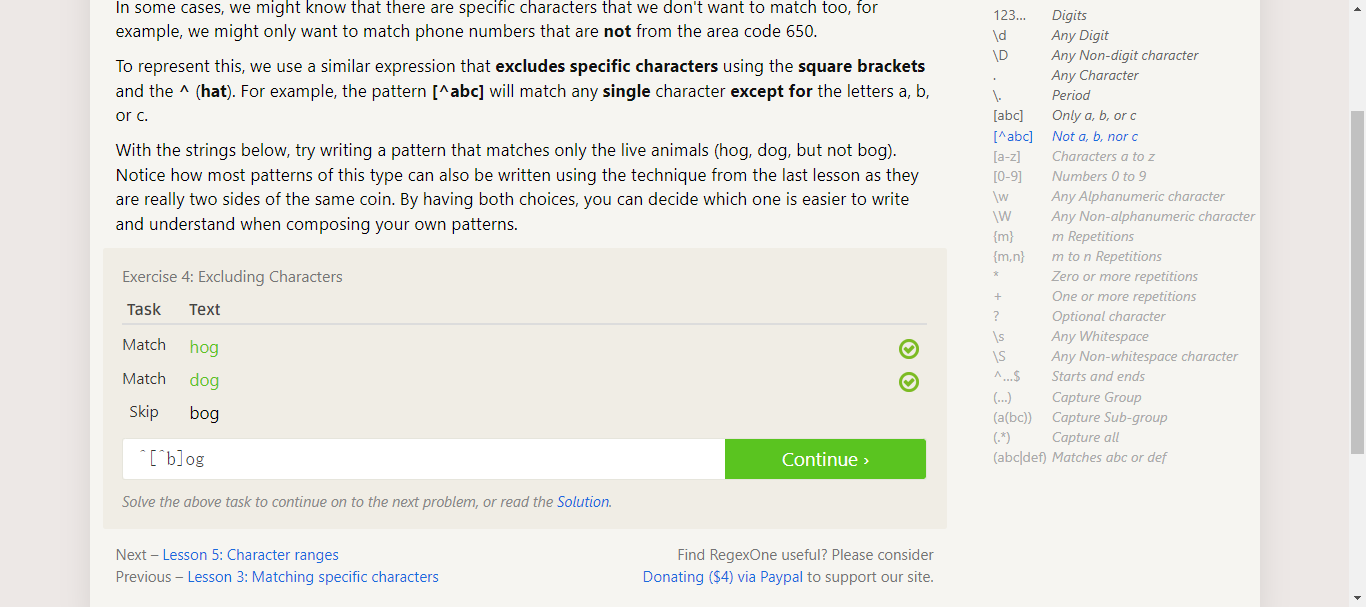 In some cases, we might know that there are specific characters that we don't want to match too, for
example, we might only want to match phone numbers that are not from the area code 650.
To represent this, we use a similar expression that excludes specific characters using the square brackets
and the ^ (hat). For example, the pattern [^abc] will match any single character except for the letters a, b,
or c.
With the strings below, try writing a pattern that matches only the live animals (hog, dog, but not bog).
Notice how most patterns of this type can also be written using the technique from the last lesson as they
are really two sides of the same coin. By having both choices, you can decide which one is easier to write
and understand when composing your own patterns.
Exercise 4: Excluding Characters
Task Text
Match hog
Match dog
Skip bog
^[^b]og
Continue ›
Solve the above task to continue on to the next problem, or read the Solution.
Next – Lesson 5: Character ranges
Previous – Lesson 3: Matching specific characters
Find RegexOne useful? Please consider
Donating ($4) via Paypal to support our site.
123... Digits
\d Any Digit
\D Any Non-digit character
. Any Character
\. Period
[abc] Only a, b, or c
[^abc] Not a, b, nor c
[a-z] Characters a to z
[0-9] Numbers 0 to 9
\w Any Alphanumeric character
\W Any Non-alphanumeric character
{m} m Repetitions
{m,n} m to n Repetitions
* Zero or more repetitions
+ One or more repetitions
? Optional character
\s Any Whitespace
\S Any Non-whitespace character
^...$ Starts and ends
(...) Capture Group
(a(bc)) Capture Sub-group
(.*) Capture all
(abc|def) Matches abc or def